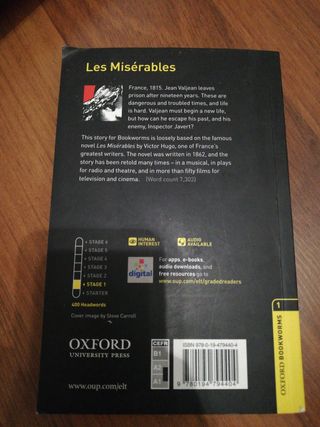 Les Misérables
France, 1815. Jean Valjean leaves
prison after nineteen years. These are
dangerous and troubled times, and life
is hard. Valjean must begin a new life,
but how can he escape his past, and his
enemy, Inspector Javert?
This story for Bookworms is loosely based on the famous
novel Les Misérables by Victor Hugo, one of France's
greatest writers. The novel was written in 1862, and the
story has been retold many times – in a musical, in plays
for radio and theatre, and in more than fifty films for
television and cinema. (Word count 7,302)
STAGE 6
STAGE 5
STAGE 4
STAGE 3
STAGE 2
STAGE 1
STARTER
400 Headwords
HUMAN
INTEREST
AUDIO
AVAILABLE
digital
For apps, e-books,
audio downloads, and
free resources go to
www.oup.com/elt/gradedreaders
Cover image by Steve Carroll
OXFORD
UNIVERSITY PRESS
www.oup.com/elt
CEFR
B1
A2
A1
ISBN 978-0-19-479440-4
9 780194 794404
1
OXFORD BOOKWORMS